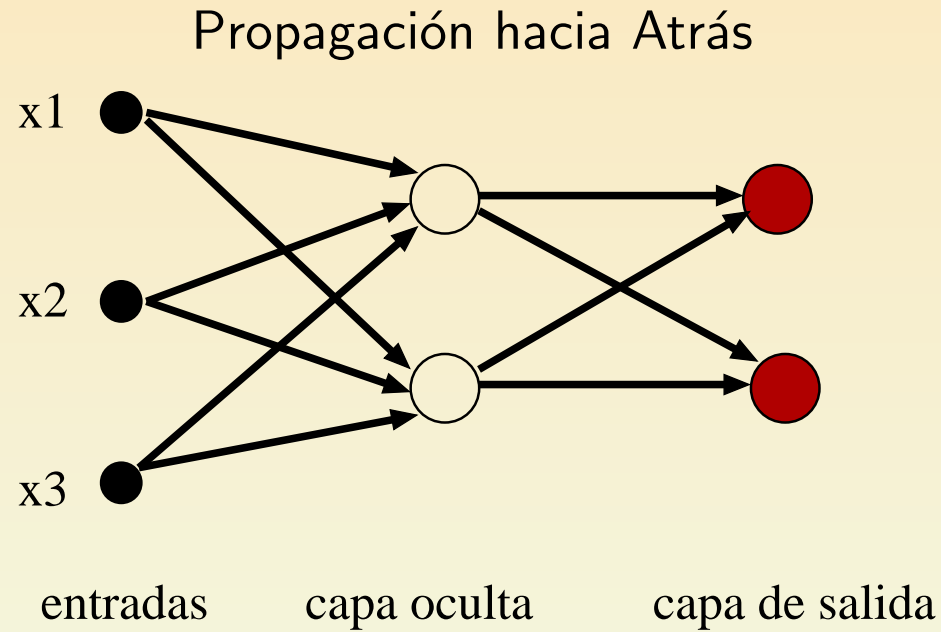 Propagación hacia Atrás
x1
x2
x3
entradas
capa oculta
capa de salida